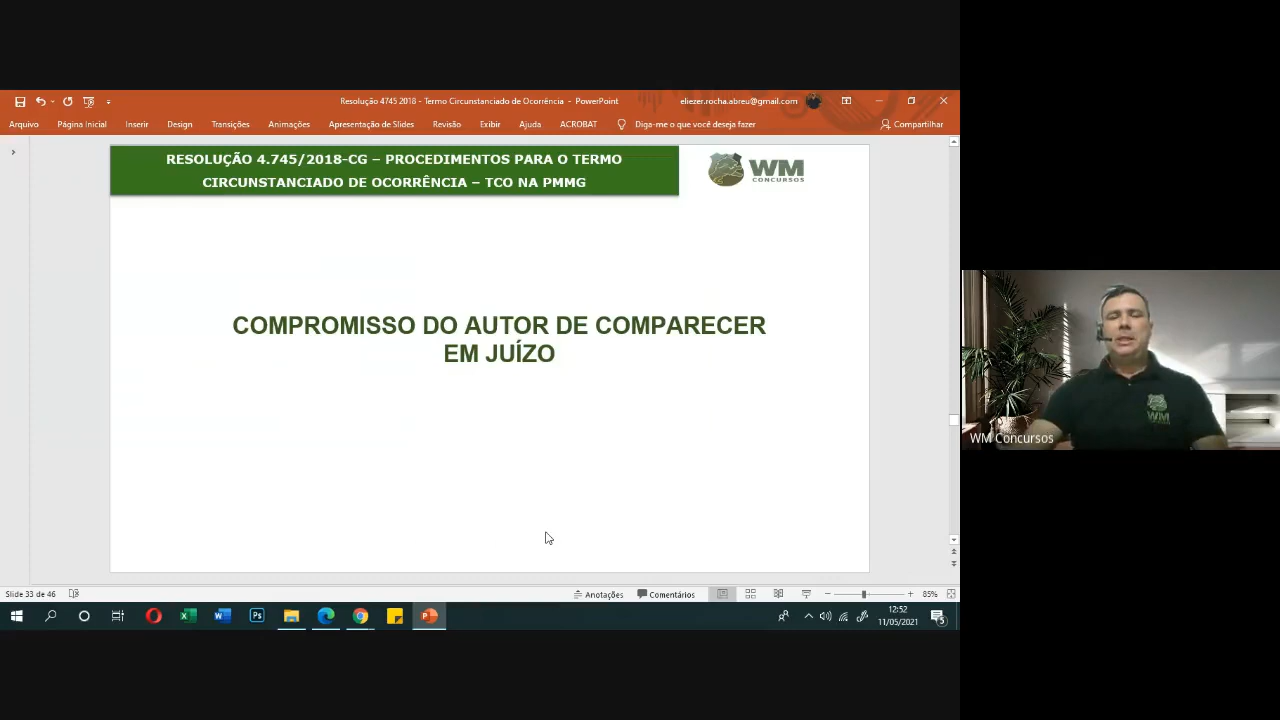 Resolução 4745 2018 - Termo Circunstanciado de Ocorrência - PowerPoint
eliezer.rocha.abreu@gmail.com
Arquivo Página Inicial Inserir Design Transições Animações Apresentação de Slides Revisão Exibir Ajuda ACROBAT Diga-me o que você deseja fazer Compartilhar
RESOLUÇÃO 4.745/2018-CG – PROCEDIMENTOS PARA O TERMO
CIRCUNSTANCIADO DE OCORRÊNCIA – TCO NA PMMG
WM
CONCURSOS
COMPROMISSO DO AUTOR DE COMPARECER
EM JUÍZO
WM
WM Concursos
Slide 33 de 46
Anotações Comentários
85%
12:52
11/05/2021
5